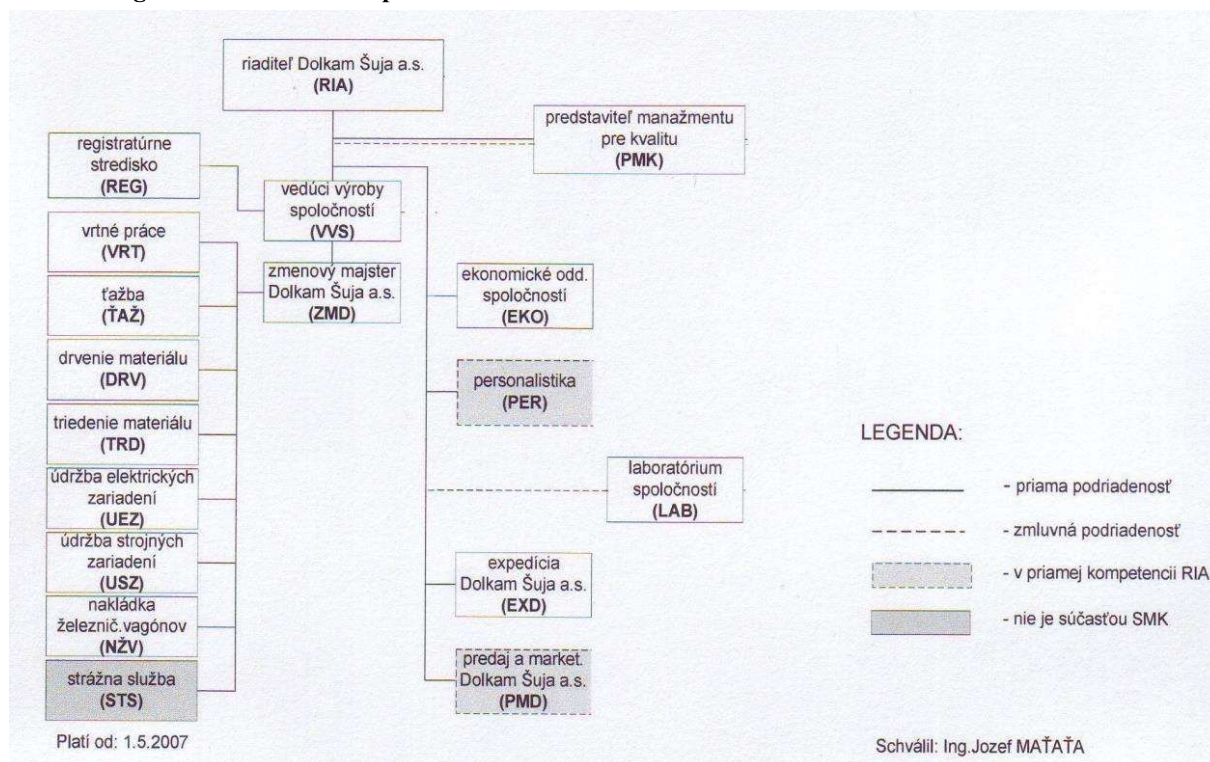 riaditeľ Dolkam Šuja a.s.
(RIA)
predstaviteľ manažmentu
pre kvalitu
(PMK)
registratúrne
stredisko
(REG)
vedúci výroby
spoločností
(VVS)
vrtné práce
(VRT)
zmenový majster
Dolkam Šuja a.s.
(ZMD)
ekonomické odd.
spoločností
(EKO)
ťažba
(ŤAŽ)
drvenie materiálu
(DRV)
personalistika
(PER)
triedenie materiálu
(TRD)
LEGENDA:
údržba elektrických
zariadení
(UEZ)
laboratórium
spoločností
(LAB)
- priama podriadenosť
- zmluvná podriadenosť
údržba strojných
zariadení
(USZ)
expedícia
Dolkam Šuja a.s.
(EXD)
- v priamej kompetencii RIA
nakládka
železnič.vagónov
(NŽV)
- nie je súčasťou SMK
strážna služba
(STS)
predaj a market.
Dolkam Šuja a.s.
(PMD)
Platí od: 1.5.2007
Schválil: Ing.Jozef MAŤAŤA